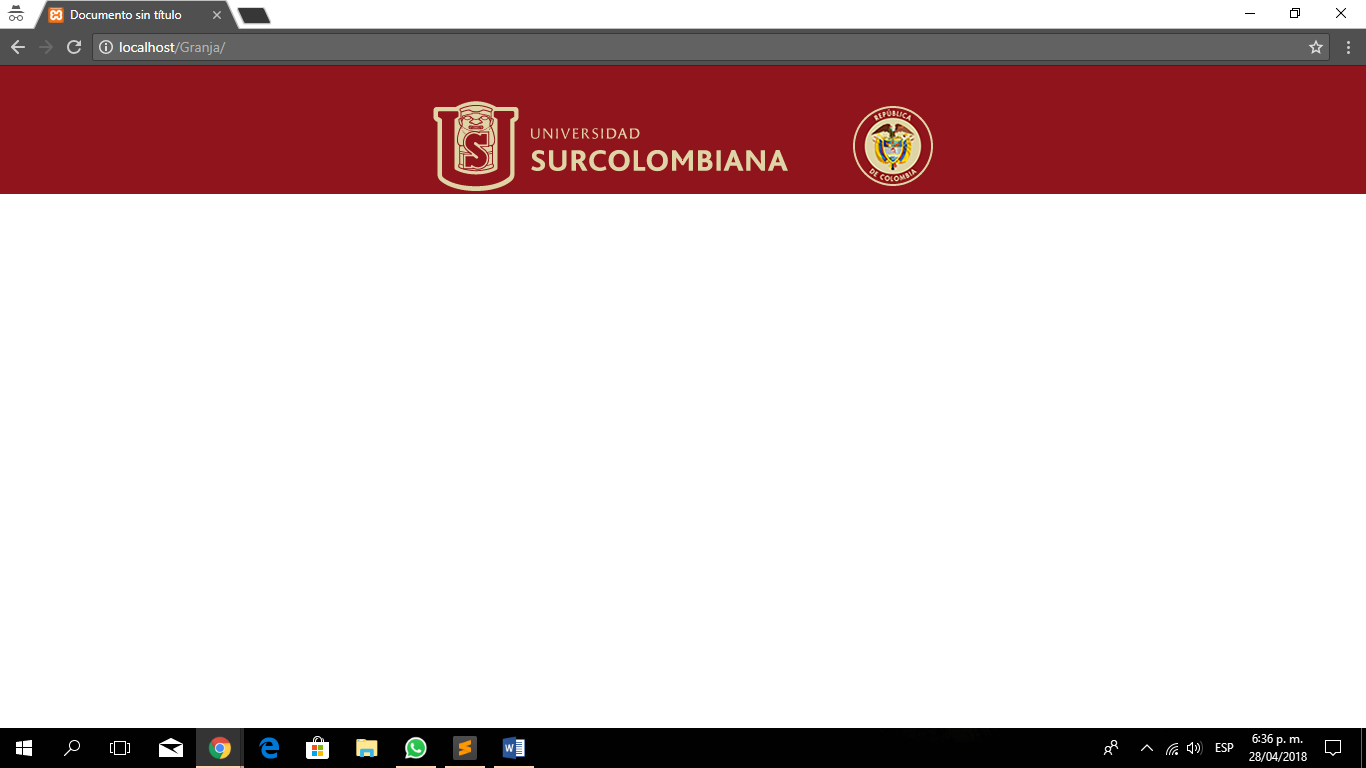 Documento sin título
localhost/Granja/
UNIVERSIDAD
SURCOLOMBIANA
REPÚBLICA
DE COLOMBIA
S
ESP
6:36 p. m.
28/04/2018